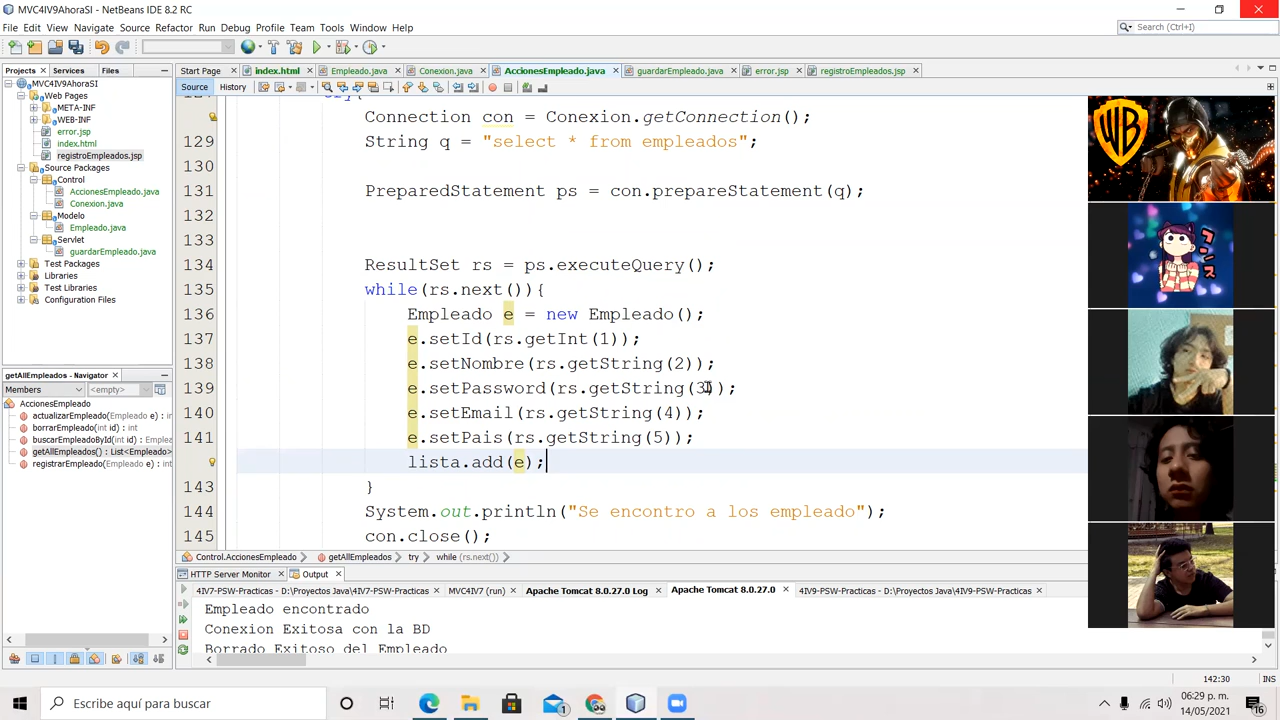 MVC4IV9AhoraSI - NetBeans IDE 8.2 RC
File Edit View Navigate Source Refactor Run Debug Profile Team Tools Window Help
Search (Ctrl+I)
Projects Services Files
Start Page index.html Empleado.java Conexion.java AccionesEmpleado.java guardarEmpleado.java error.jsp registroEmpleados.jsp
Source History
MVC4IV9AhoraSI
Web Pages
META-INF
WEB-INF
error.jsp
index.html
registroEmpleados.jsp
Source Packages
Control
AccionesEmpleado.java
Conexion.java
Modelo
Empleado.java
Servlet
guardarEmpleado.java
Test Packages
Libraries
Test Libraries
Configuration Files
getAllEmpleados - Navigator
Members <empty>
AccionesEmpleado
actualizarEmpleado(Empleado e) : int
borrarEmpleado(int id) : int
buscarEmpleadoById(int id) : Empleado
getAllEmpleados() : List<Empleado>
registrarEmpleado(Empleado e) : int
try{
Connection con = Conexion.getConnection();
129 String q = "select * from empleados";
130
131 PreparedStatement ps = con.prepareStatement(q);
132
133
134 ResultSet rs = ps.executeQuery();
135 while(rs.next()){
136 Empleado e = new Empleado();
137 e.setId(rs.getInt(1));
138 e.setNombre(rs.getString(2));
139 e.setPassword(rs.getString(3));
140 e.setEmail(rs.getString(4));
141 e.setPais(rs.getString(5));
lista.add(e);
143 }
144 System.out.println("Se encontro a los empleado");
145 con.close();
Control.AccionesEmpleado getAllEmpleados try while (rs.next())
HTTP Server Monitor Output
4IV7-PSW-Practicas - D:\Proyectos Java\4IV7-PSW-Practicas MVC4IV7 (run) Apache Tomcat 8.0.27.0 Log Apache Tomcat 8.0.27.0 4IV9-PSW-Practicas - D:\Proyectos Java\4IV9-PSW-Practicas
Empleado encontrado
Conexion Exitosa con la BD
Borrado Exitoso del Empleado
142:30 INS
Escribe aquí para buscar
06:29 p. m.
14/05/2021
16
WB